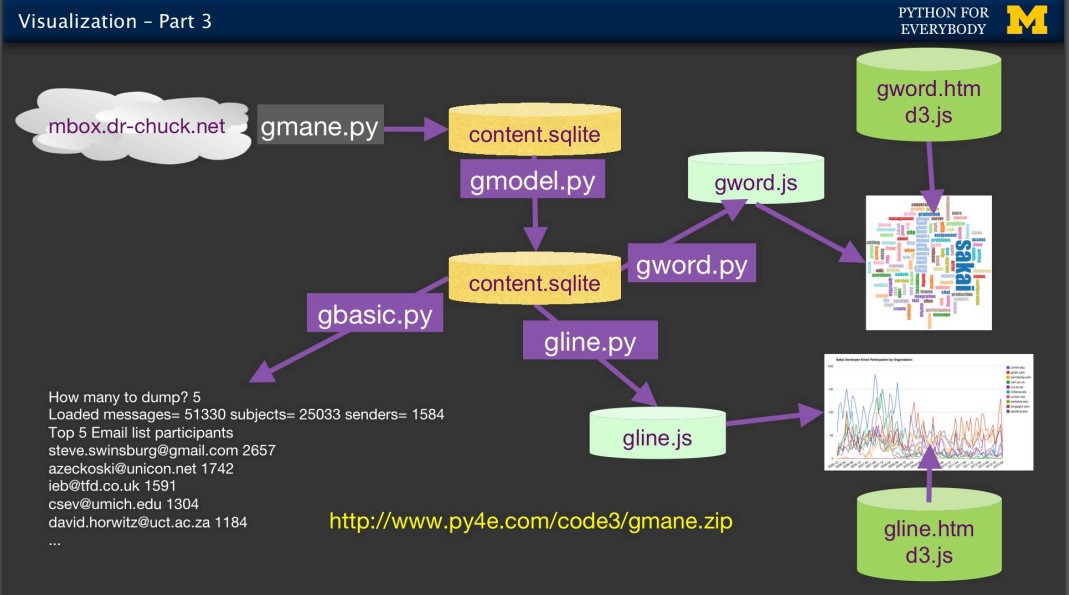 Visualization – Part 3
PYTHON FOR
EVERYBODY
M
mbox.dr-chuck.net
gmane.py
content.sqlite
gmodel.py
content.sqlite
gword.py
gword.js
gword.htm
d3.js
sakai
gbasic.py
gline.py
gline.js
Sakai Developer Email Participation by Organization
gline.htm
d3.js
How many to dump? 5
Loaded messages= 51330 subjects= 25033 senders= 1584
Top 5 Email list participants
steve.swinsburg@gmail.com 2657
azeckoski@unicon.net 1742
ieb@tfd.co.uk 1591
csev@umich.edu 1304
david.horwitz@uct.ac.za 1184
...
http://www.py4e.com/code3/gmane.zip